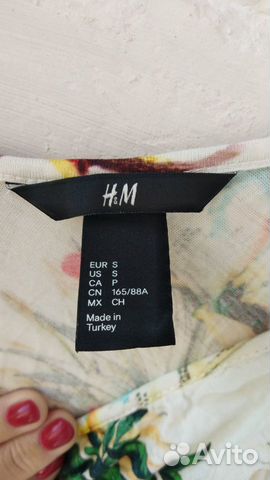 H&M
EUR S
US S
CA P
CN 165/88A
MX CH
Made in
Turkey
Avito